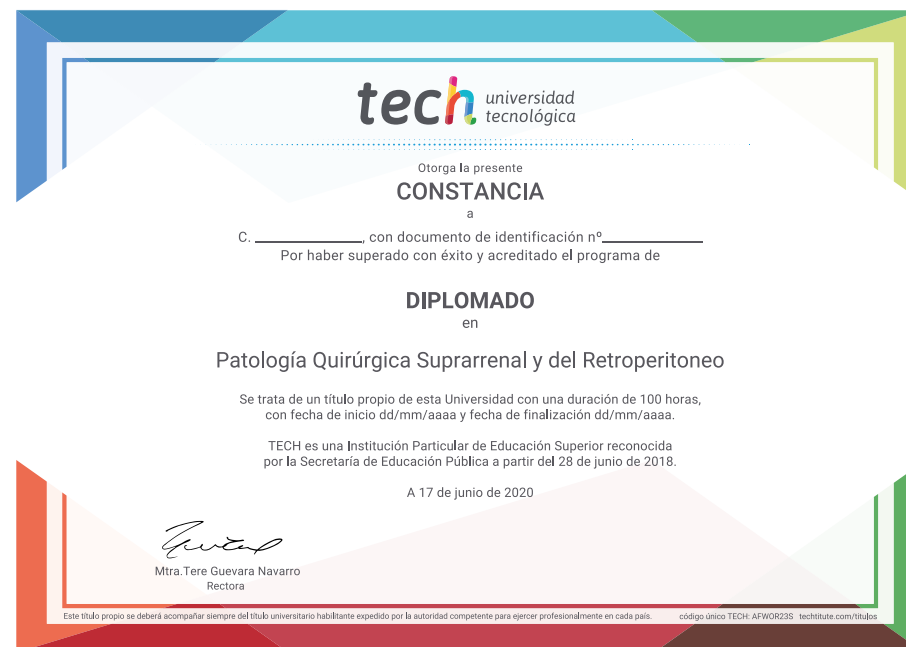 tech universidad
tecnológica
Otorga la presente
CONSTANCIA
a
C. ____________, con documento de identificación nº____________
Por haber superado con éxito y acreditado el programa de
DIPLOMADO
en
Patología Quirúrgica Suprarrenal y del Retroperitoneo
Se trata de un título propio de esta Universidad con una duración de 100 horas,
con fecha de inicio dd/mm/aaaa y fecha de finalización dd/mm/aaaa.
TECH es una Institución Particular de Educación Superior reconocida
por la Secretaría de Educación Pública a partir del 28 de junio de 2018.
A 17 de junio de 2020
Mtra.Tere Guevara Navarro
Rectora
Este título propio se deberá acompañar siempre del título universitario habilitante expedido por la autoridad competente para ejercer profesionalmente en cada país. código único TECH: AFWOR23S techtitute.com/titulos